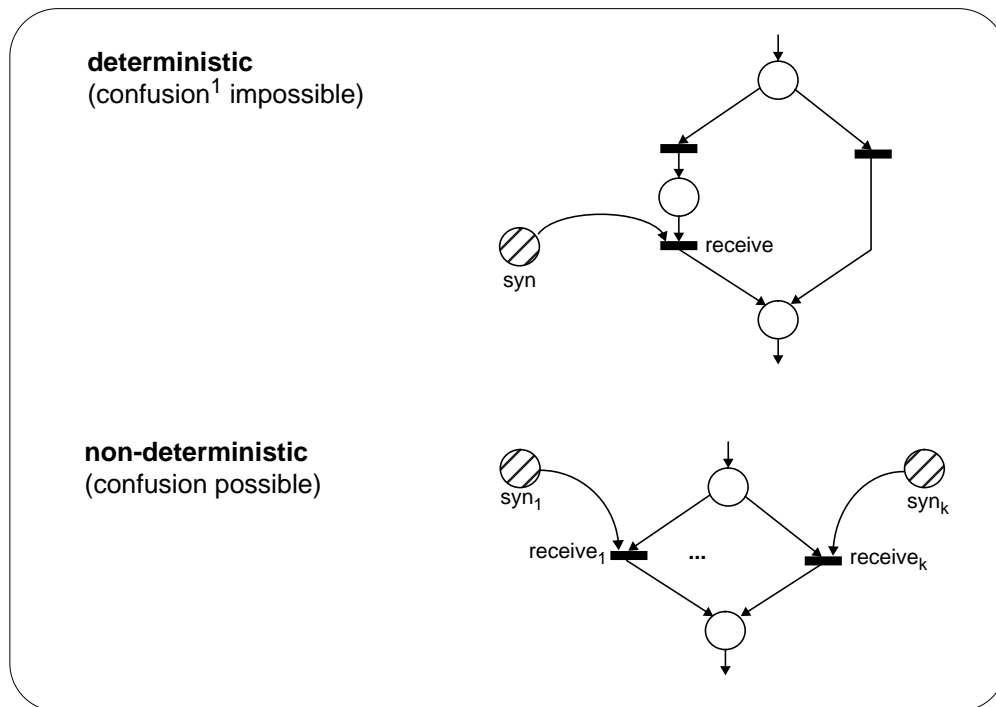 deterministic
(confusion¹ impossible)
receive
syn
non-deterministic
(confusion possible)
syn₁
synₖ
receive₁
...
receiveₖ